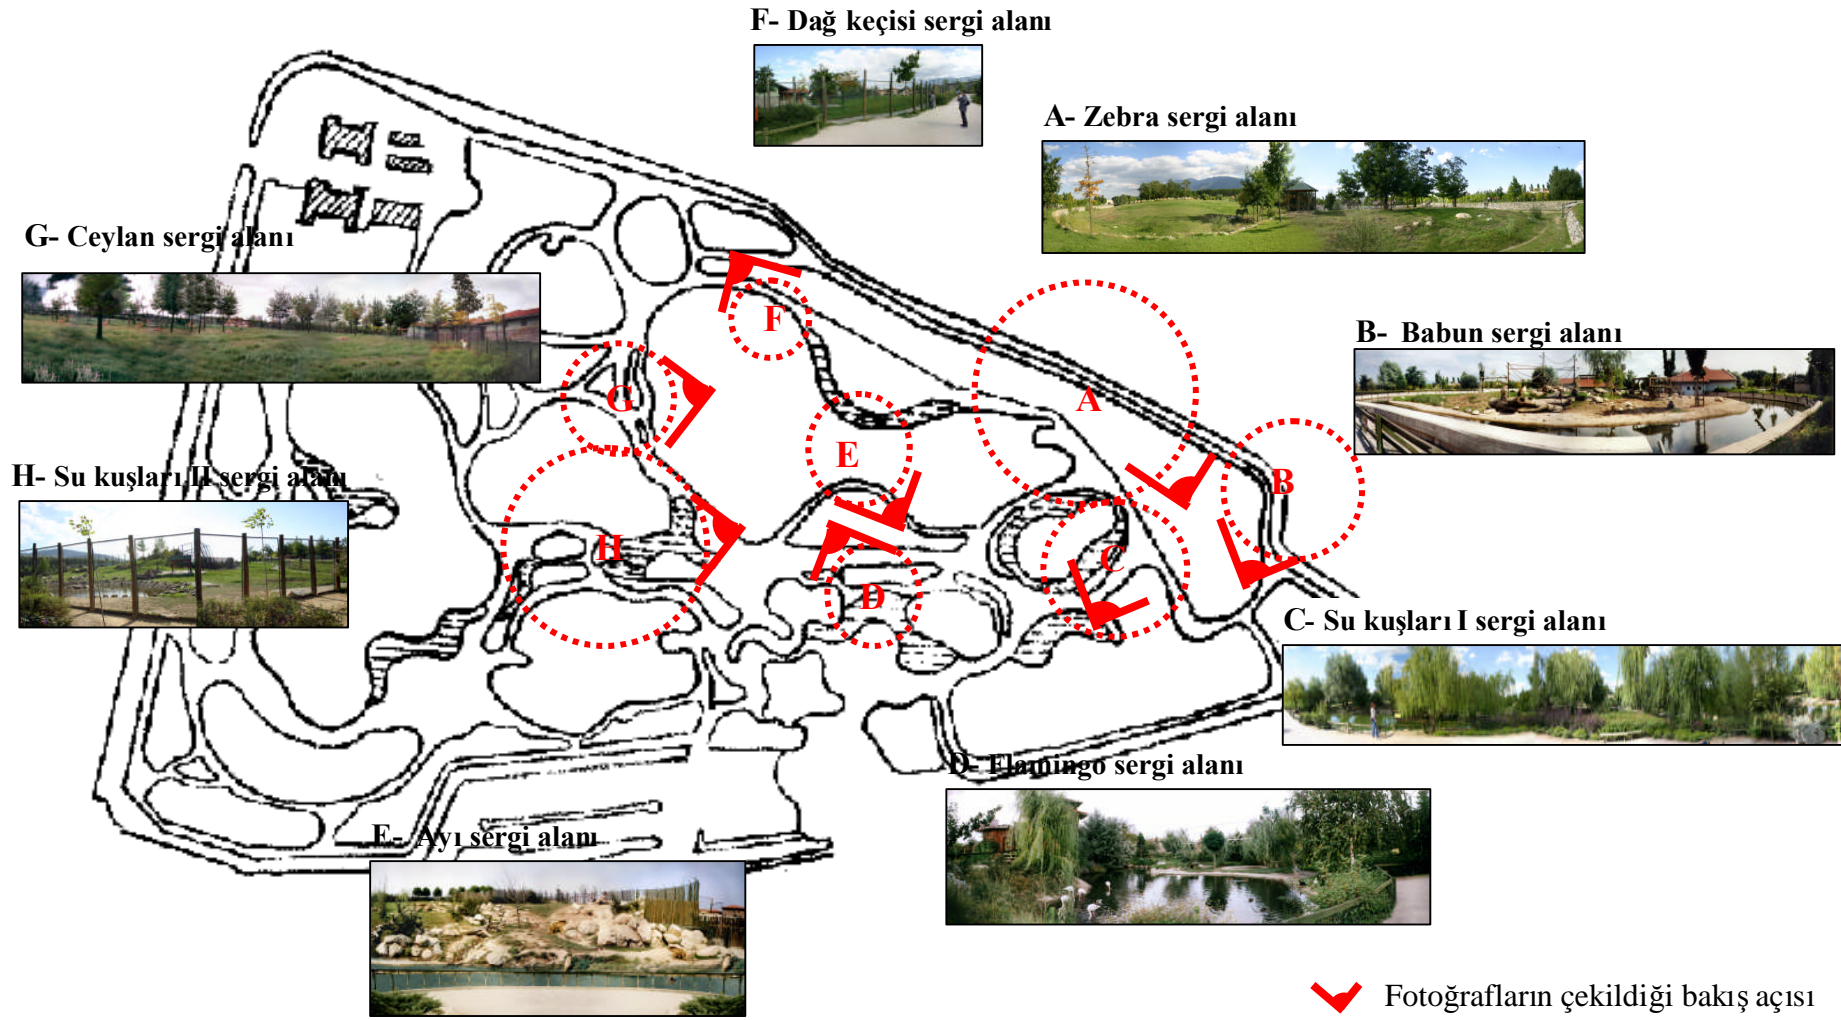 F- Dağ keçisi sergi alanı
A- Zebra sergi alanı
G- Ceylan sergi alanı
B- Babun sergi alanı
H- Su kuşları II sergi alanı
C- Su kuşları I sergi alanı
D- Flamingo sergi alanı
E- Ayı sergi alanı
F
A
G
E
B
H
C
D
Fotoğrafların çekildiği bakış açısı